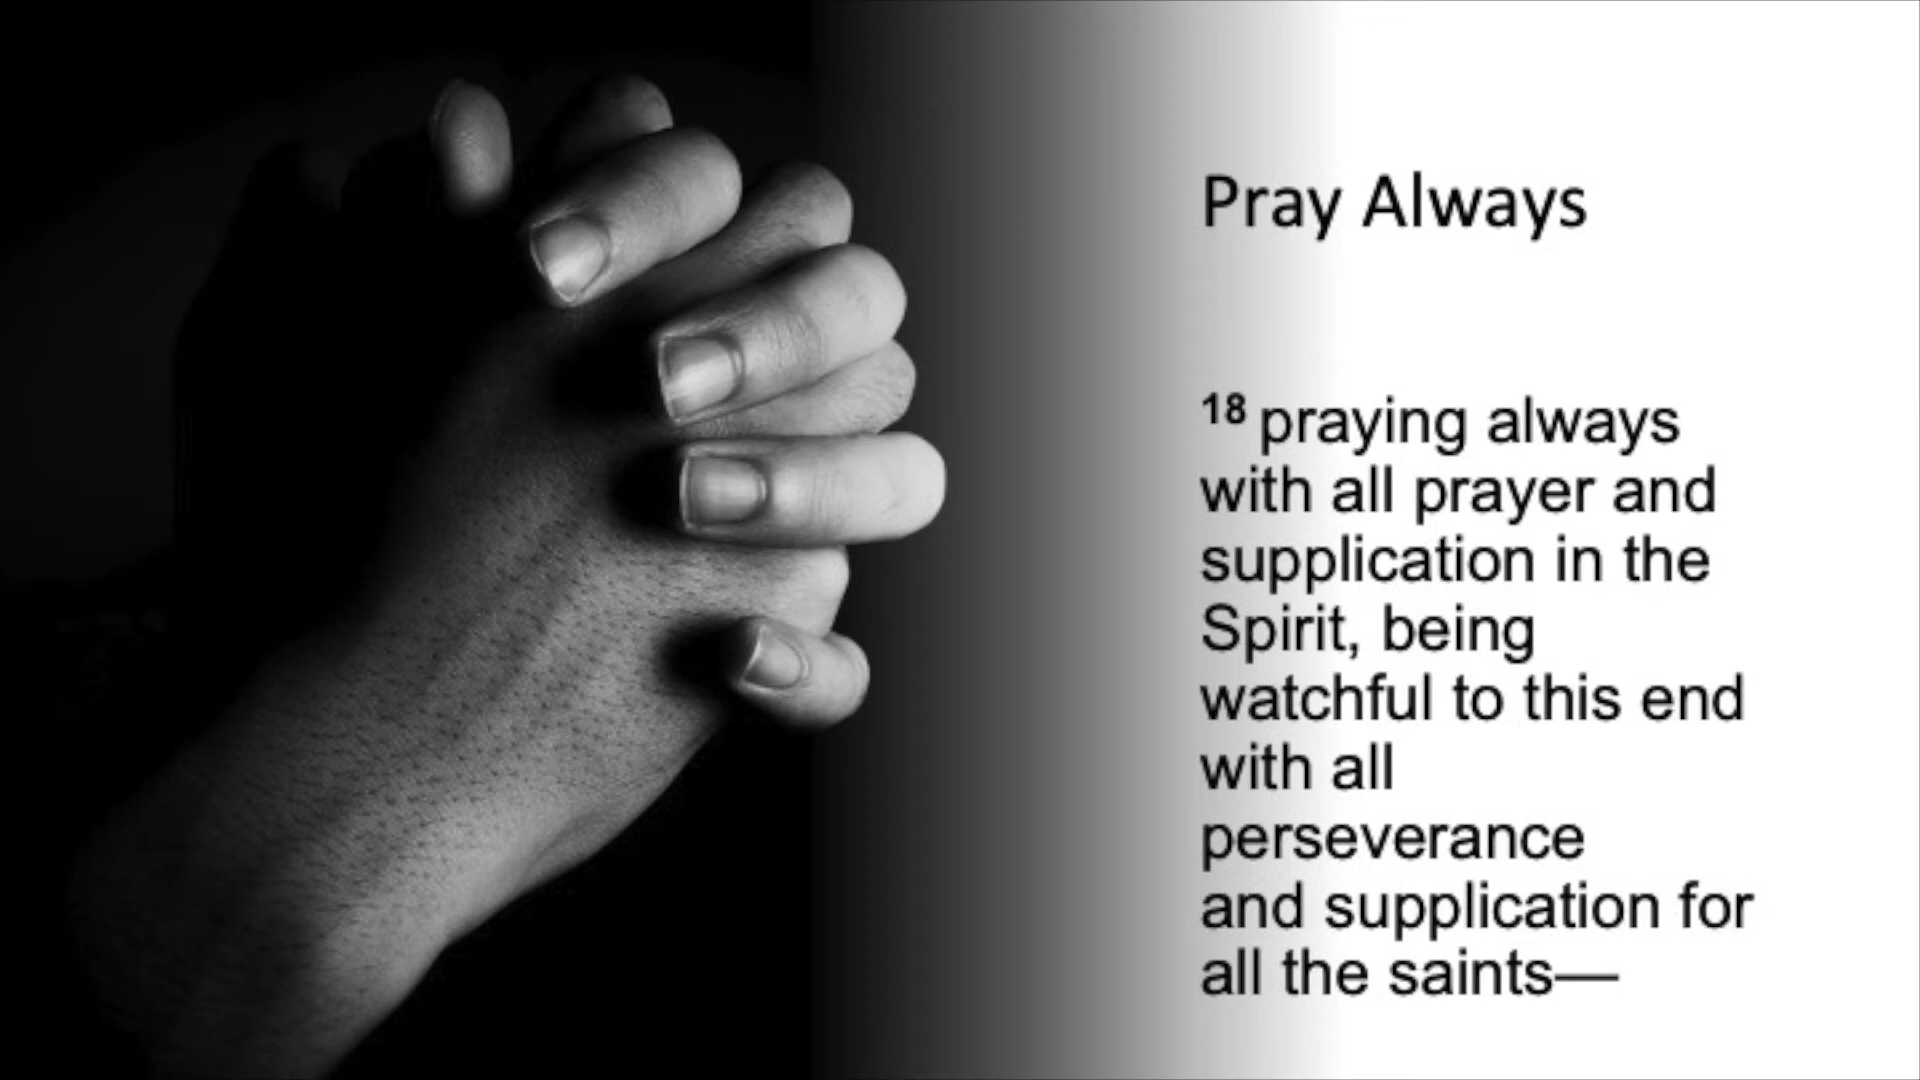 Pray Always
18 praying always
with all prayer and
supplication in the
Spirit, being
watchful to this end
with all
perseverance
and supplication for
all the saints—